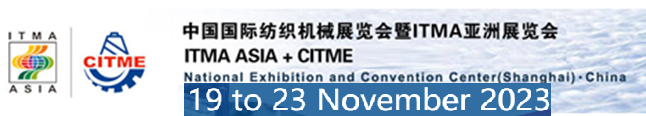 ITMA
ASIA
CITME
中国国际纺织机械展览会暨ITMA亚洲展览会
ITMA ASIA + CITME
National Exhibition and Convention Center(Shanghai)·China
19 to 23 November 2023